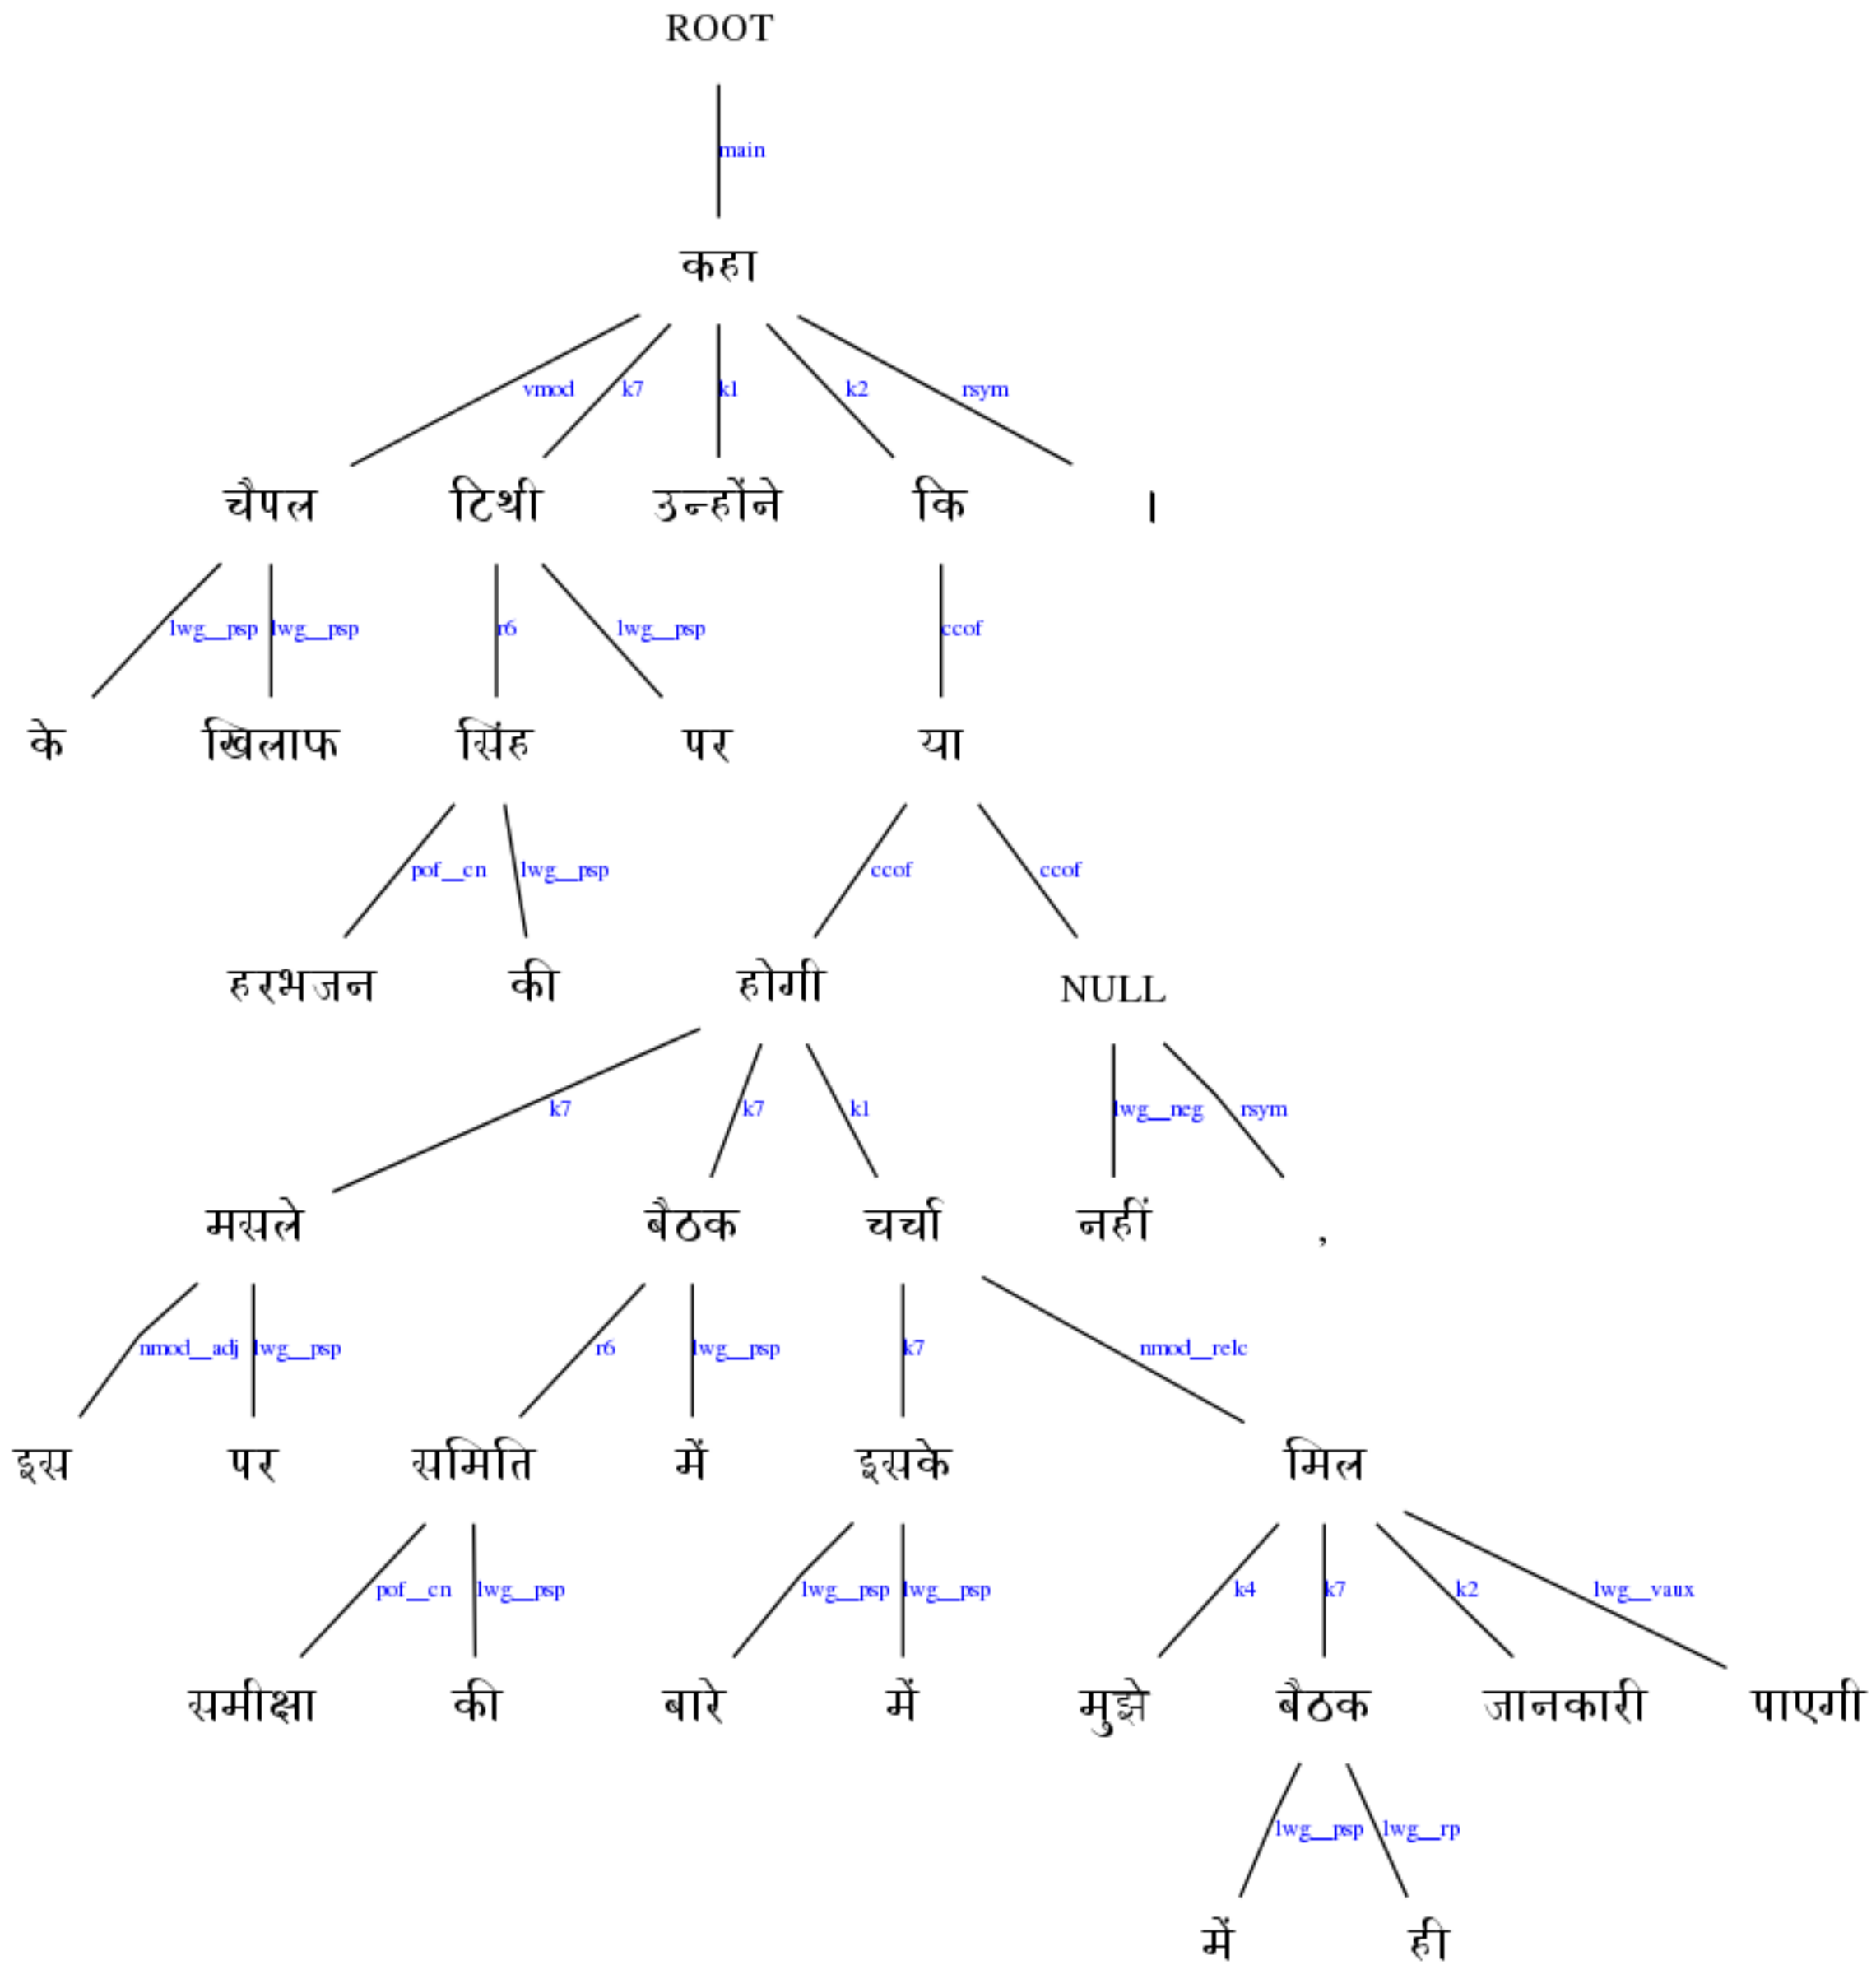 ROOT
main
कहा
vmod k7 k1 k2 rsym
चैपल टिथी उन्होंने कि ।
lwg__psp lwg__psp r6 lwg__psp ccof
के खिलाफ सिंह पर या
pof__cn lwg__psp ccof ccof
हरभजन की होगी NULL
k7 k7 k1 lwg__neg rsym
मसले बैठक चर्चा नहीं ,
nmod__adj lwg__psp r6 lwg__psp k7 nmod__relc
इस पर समिति में इसके मिल
pof__cn lwg__psp lwg__psp lwg__psp k4 k7 k2 lwg__vaux
समीक्षा की बारे में मुझे बैठक जानकारी पाएगी
lwg__psp lwg__rp
में ही